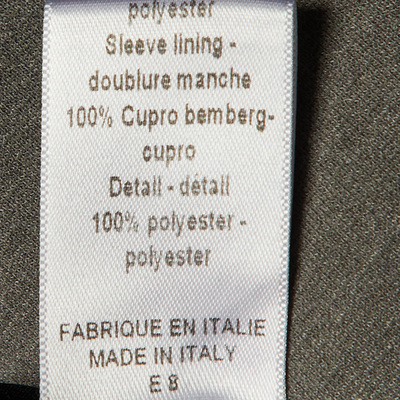 polyester
Sleeve lining -
doublure manche
100% Cupro bemberg-
cupro
Detail - détail
100% polyester -
polyester
FABRIQUE EN ITALIE
MADE IN ITALY
E 8